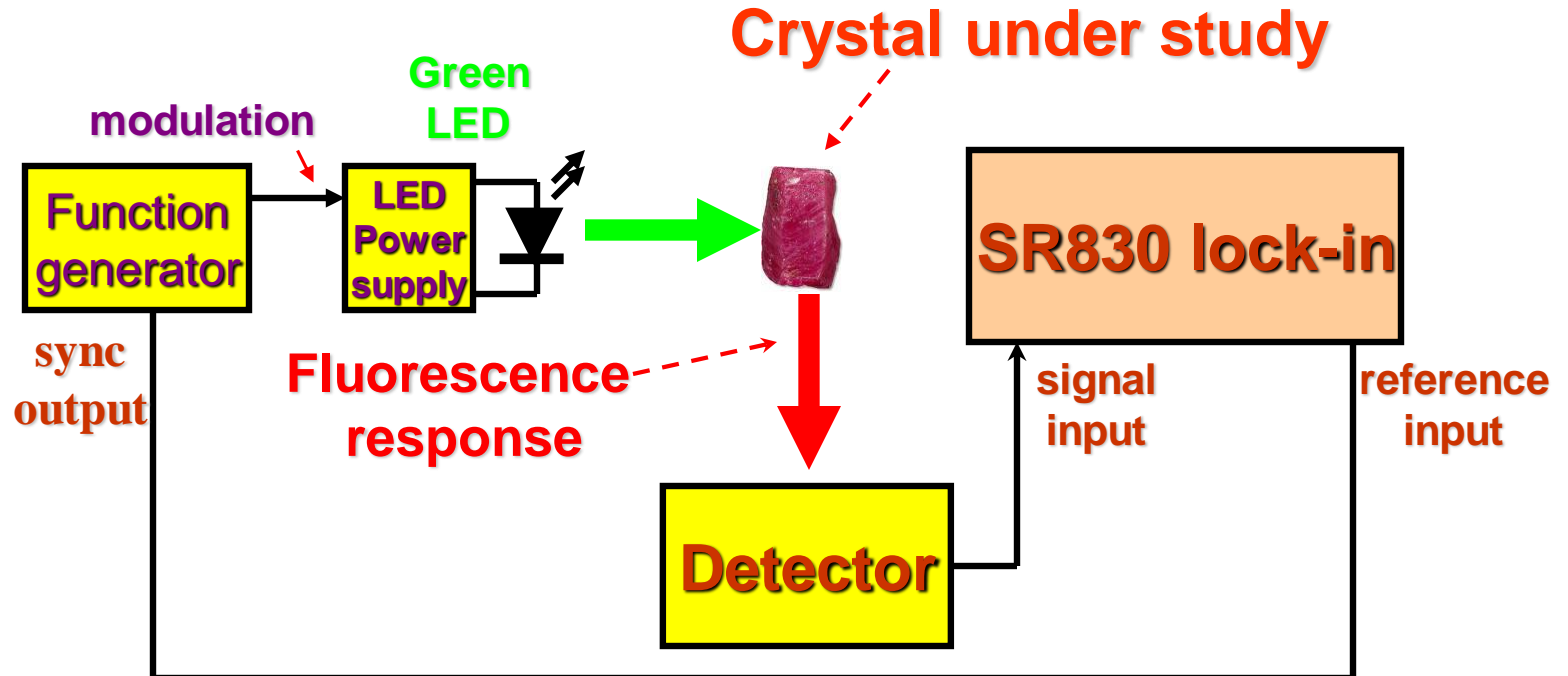 Crystal under study
Green
LED
modulation
Function
generator
LED
Power
supply
SR830 lock-in
sync
output
Fluorescence
response
signal
input
reference
input
Detector